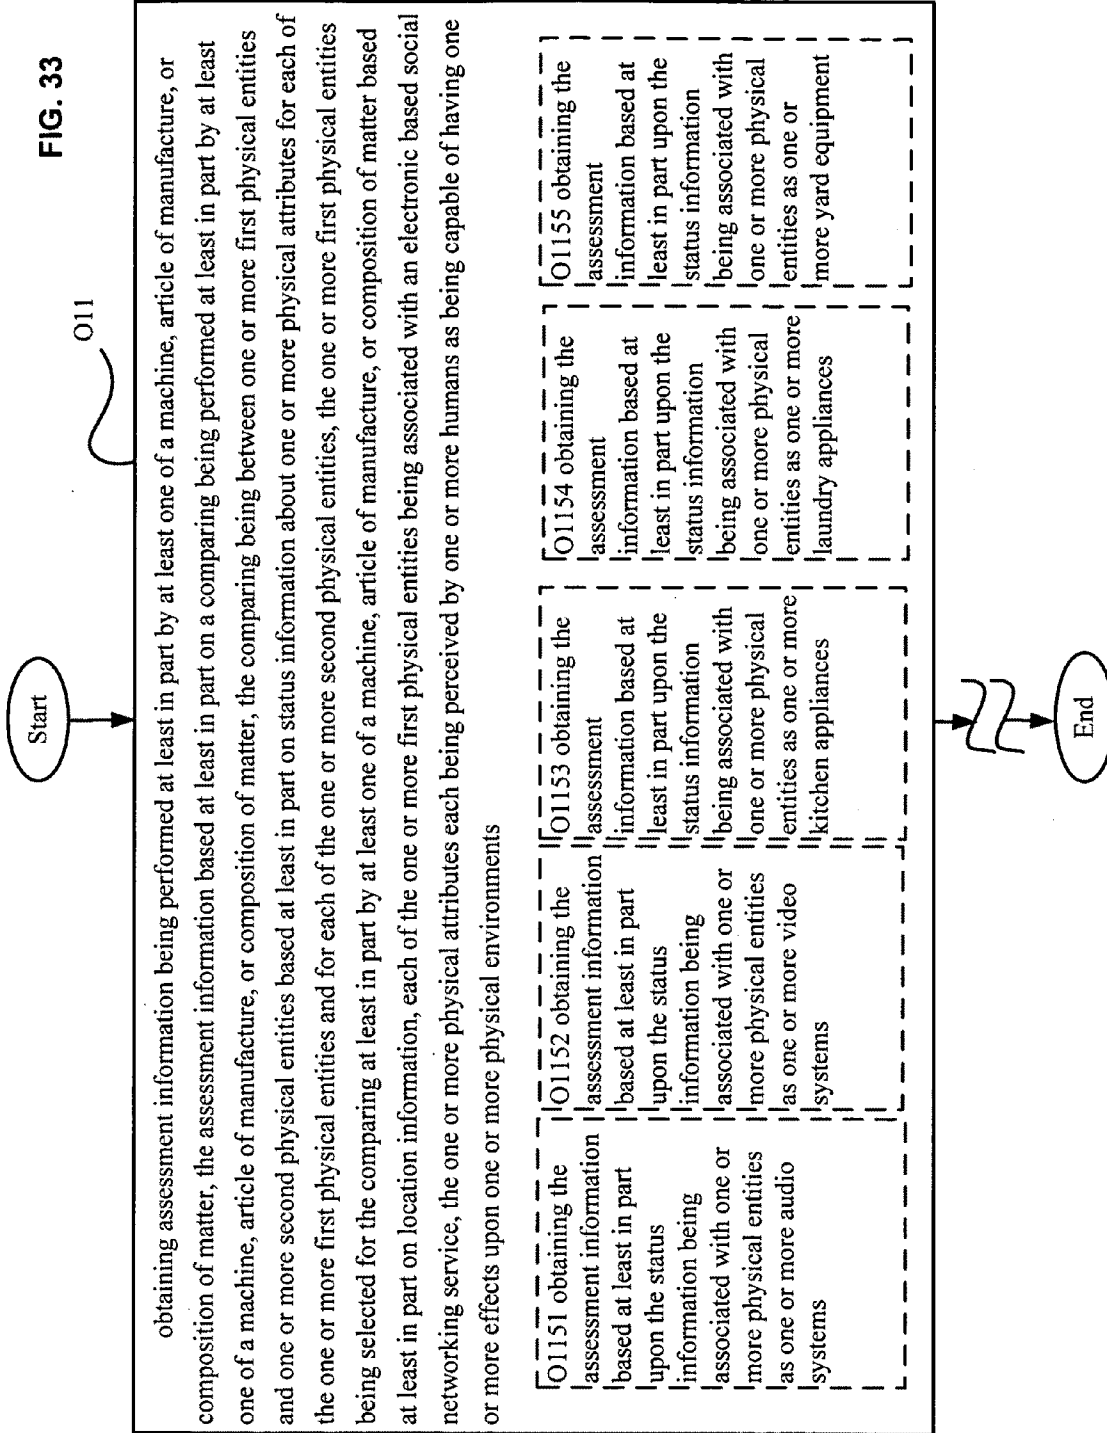 FIG. 33
Start
O11
obtaining assessment information being performed at least in part by at least one of a machine, article of manufacture, or
composition of matter, the assessment information based at least in part on a comparing being performed at least in part by at least
one of a machine, article of manufacture, or composition of matter, the comparing being between one or more first physical entities
and one or more second physical entities based at least in part on status information about one or more physical attributes for each of
the one or more first physical entities and for each of the one or more second physical entities, the one or more first physical entities
being selected for the comparing at least in part by at least one of a machine, article of manufacture, or composition of matter based
at least in part on location information, each of the one or more first physical entities being associated with an electronic based social
networking service, the one or more physical attributes each being perceived by one or more humans as being capable of having one
or more effects upon one or more physical environments
O1151 obtaining the
assessment information
based at least in part
upon the status
information being
associated with one or
more physical entities
as one or more audio
systems
O1152 obtaining the
assessment information
based at least in part
upon the status
information being
associated with one or
more physical entities
as one or more video
systems
O1153 obtaining the
assessment
information based at
least in part upon the
status information
being associated with
one or more physical
entities as one or more
kitchen appliances
O1154 obtaining the
assessment
information based at
least in part upon the
status information
being associated with
one or more physical
entities as one or more
laundry appliances
O1155 obtaining the
assessment
information based at
least in part upon the
status information
being associated with
one or more physical
entities as one or
more yard equipment
End